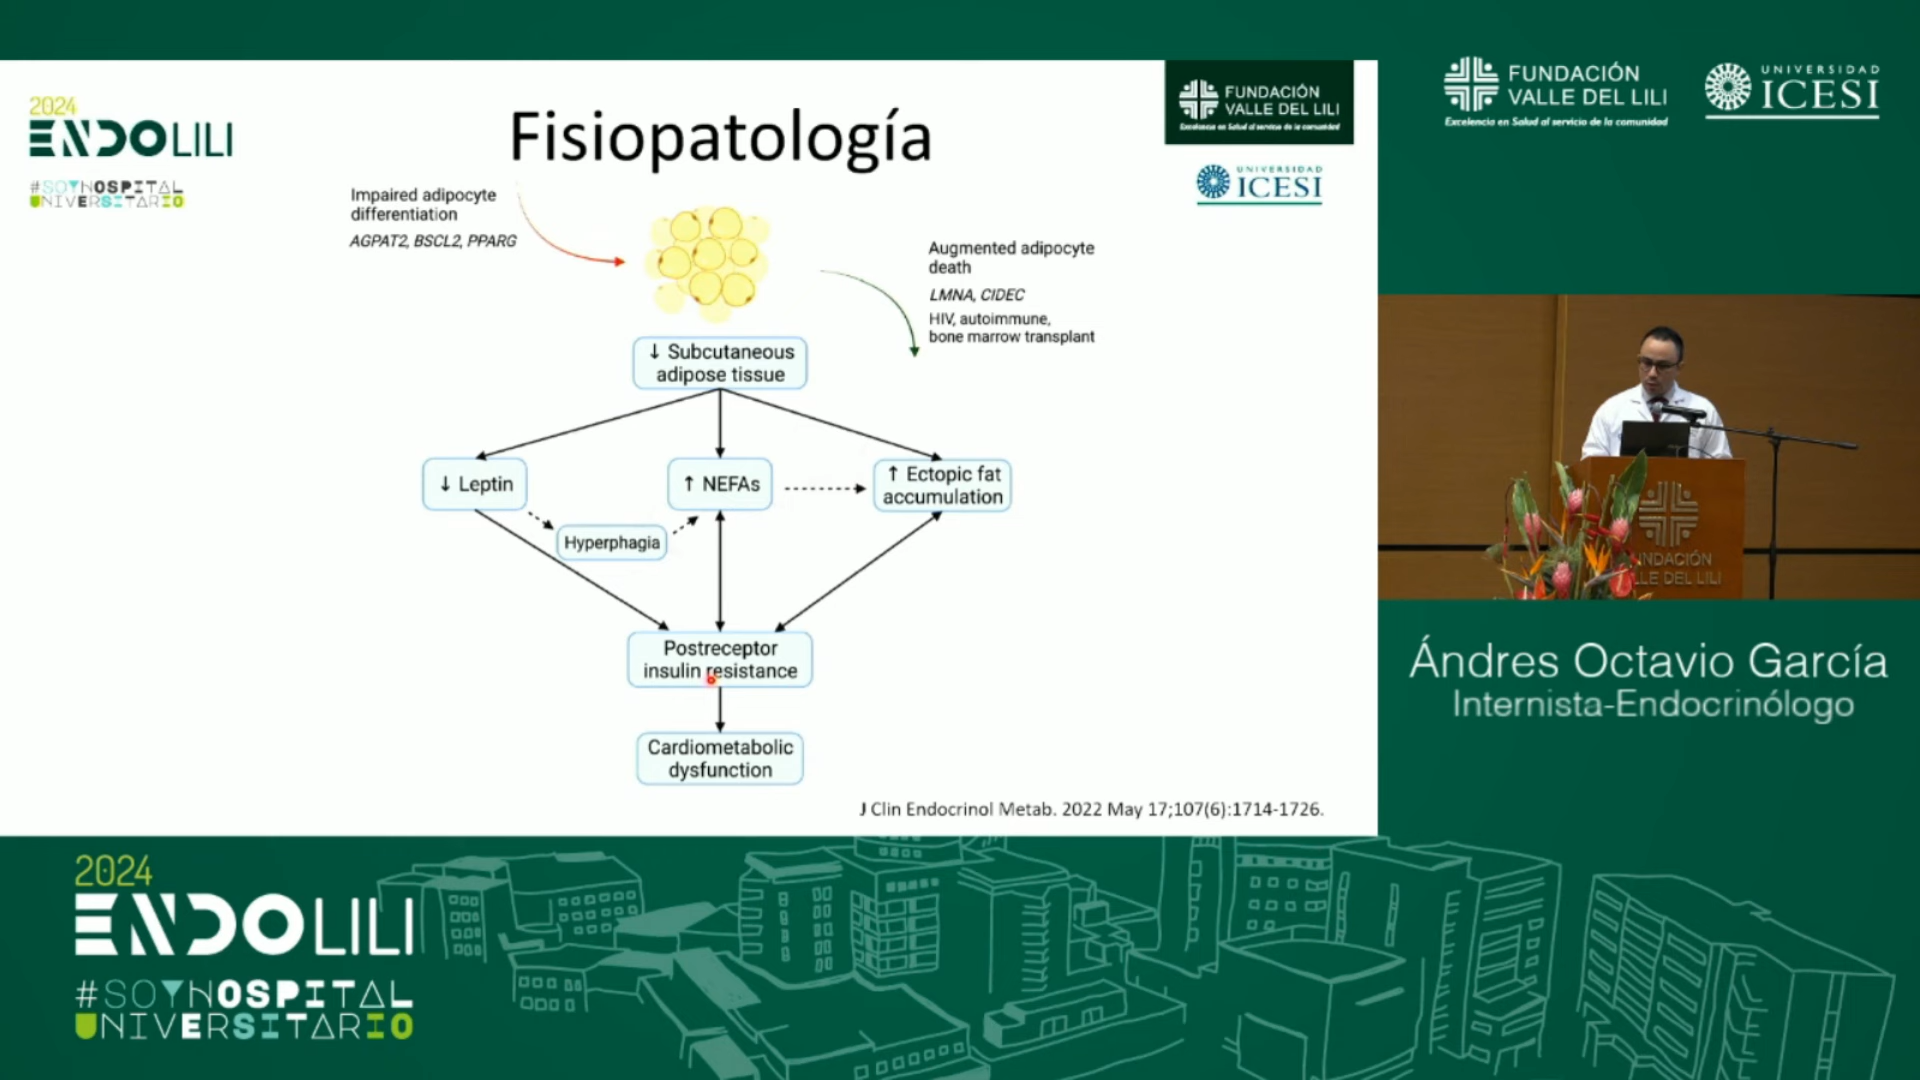 2024
ENDOLILI
#SOYHOSPITAL
UNIVERSITARIO
Fisiopatología
FUNDACIÓN
VALLE DEL LILI
Excelencia en Salud al servicio de la comunidad
UNIVERSIDAD
ICESI
Impaired adipocyte
differentiation
AGPAT2, BSCL2, PPARG
Augmented adipocyte
death
LMNA, CIDEC
HIV, autoimmune,
bone marrow transplant
↓ Subcutaneous
adipose tissue
↓ Leptin
↑ NEFAs
↑ Ectopic fat
accumulation
Hyperphagia
Postreceptor
insulin resistance
Cardiometabolic
dysfunction
J Clin Endocrinol Metab. 2022 May 17;107(6):1714-1726.
FUNDACIÓN
VALLE DEL LILI
Excelencia en Salud al servicio de la comunidad
UNIVERSIDAD
ICESI
NDACIÓN
LLE DEL LILI
Ándres Octavio García
Internista-Endocrinólogo
2024
ENDOLILI
#SOYHOSPITAL
UNIVERSITARIO